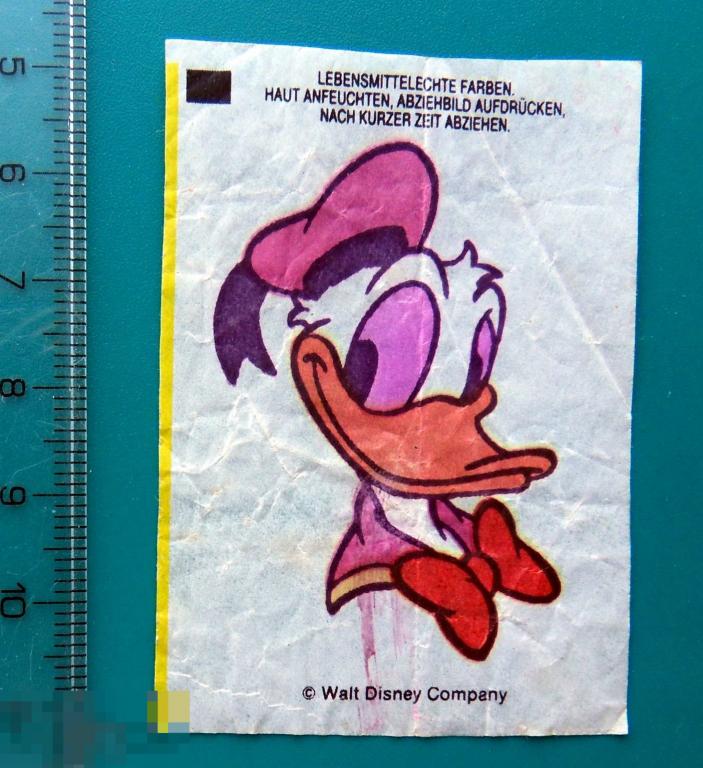 LEBENSMITTELECHTE FARBEN.
HAUT ANFEUCHTEN, ABZIEHBILD AUFDRÜCKEN,
NACH KURZER ZEIT ABZIEHEN.
5
6
7
8
9
10
© Walt Disney Company